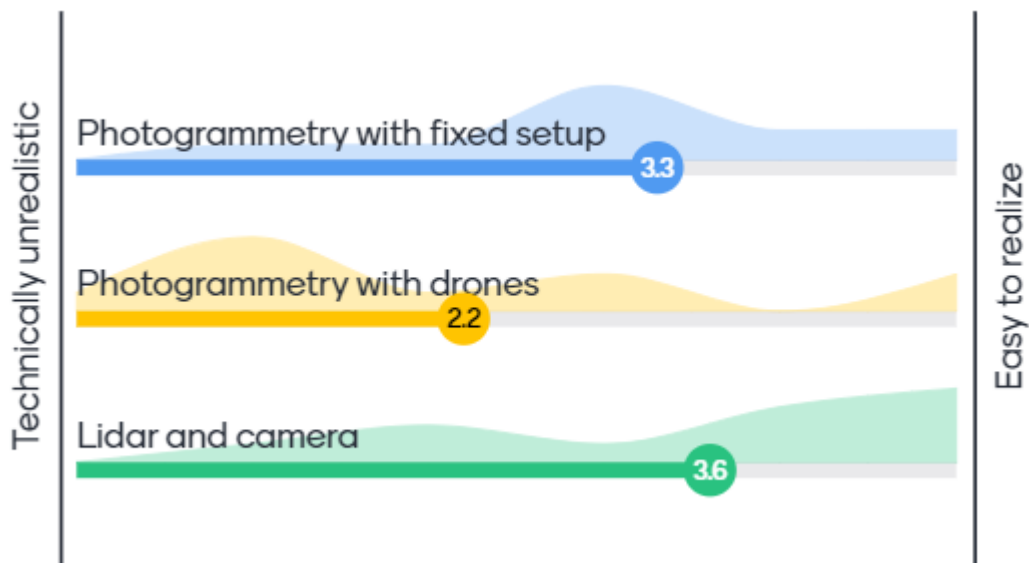 Technically unrealistic
Photogrammetry with fixed setup
3.3
Photogrammetry with drones
2.2
Lidar and camera
3.6
Easy to realize